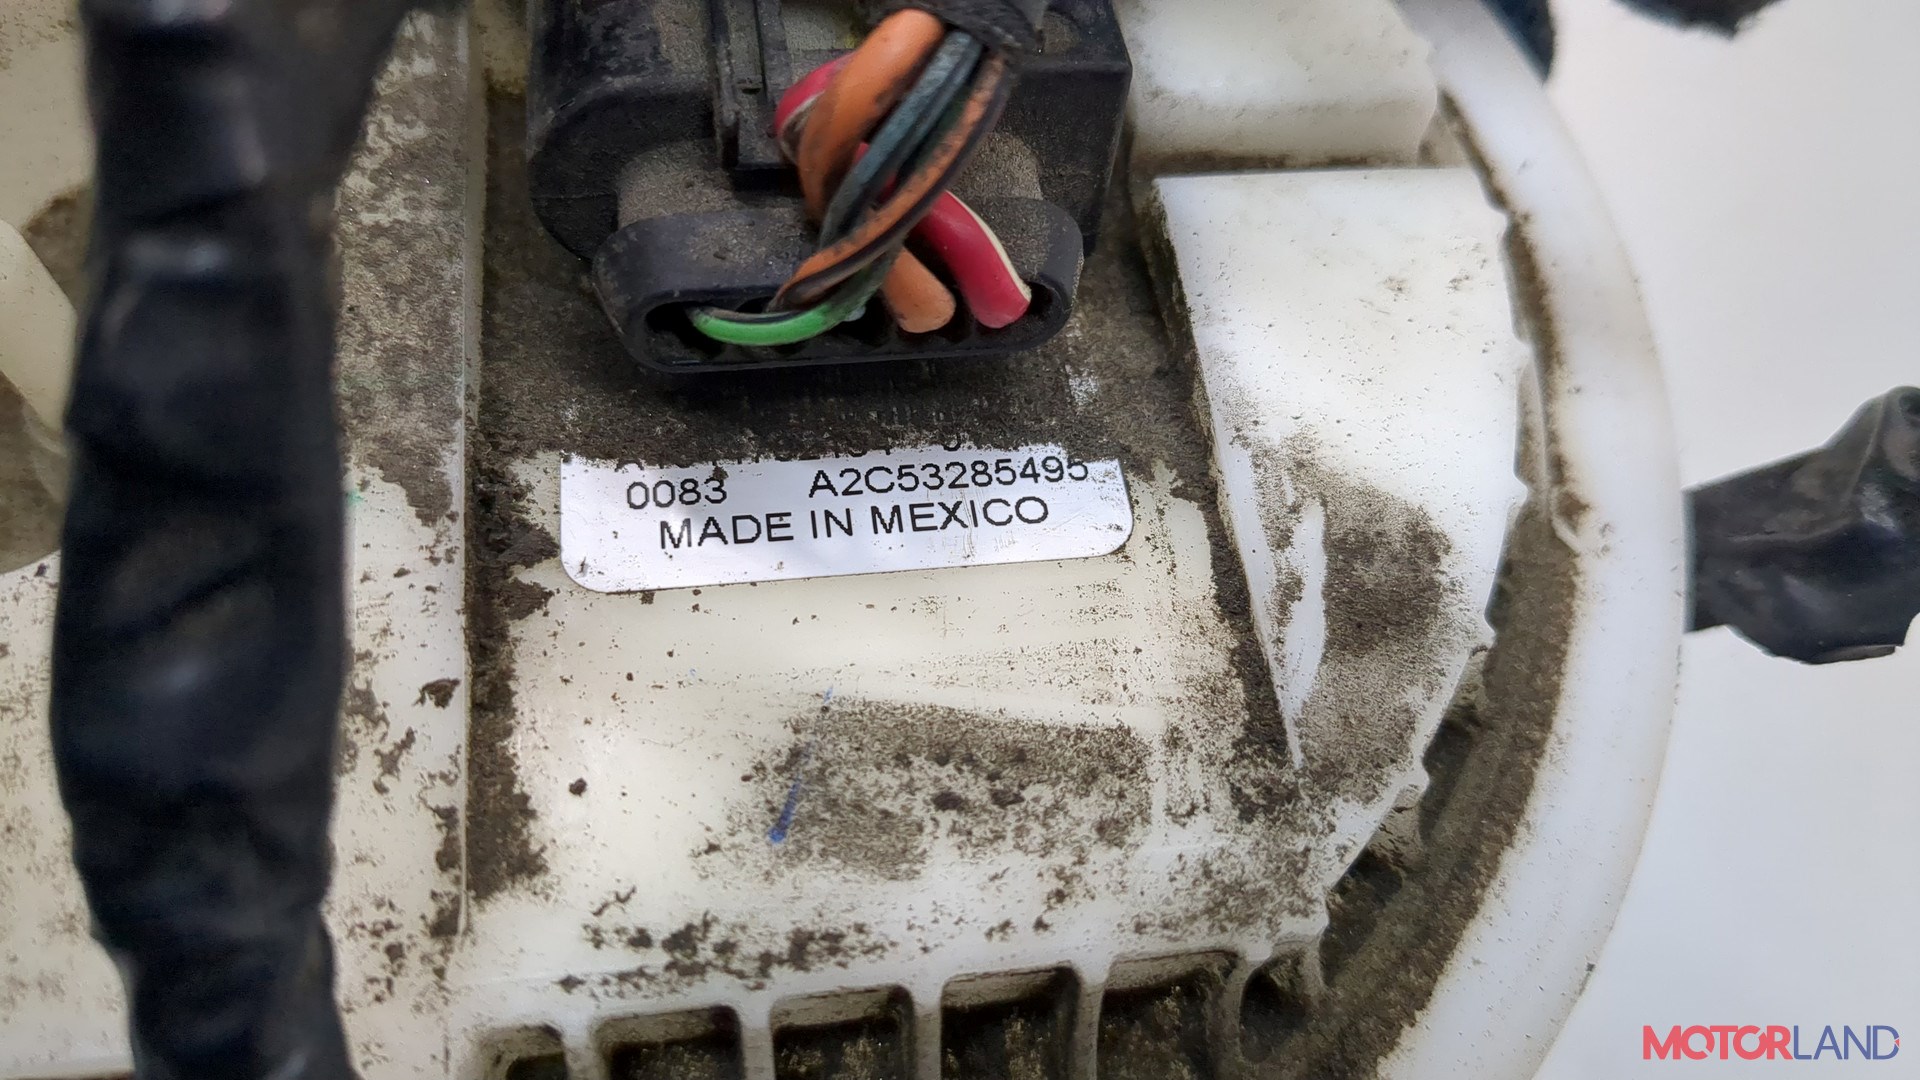 0083 A2C53285495
MADE IN MEXICO
MOTORLAND